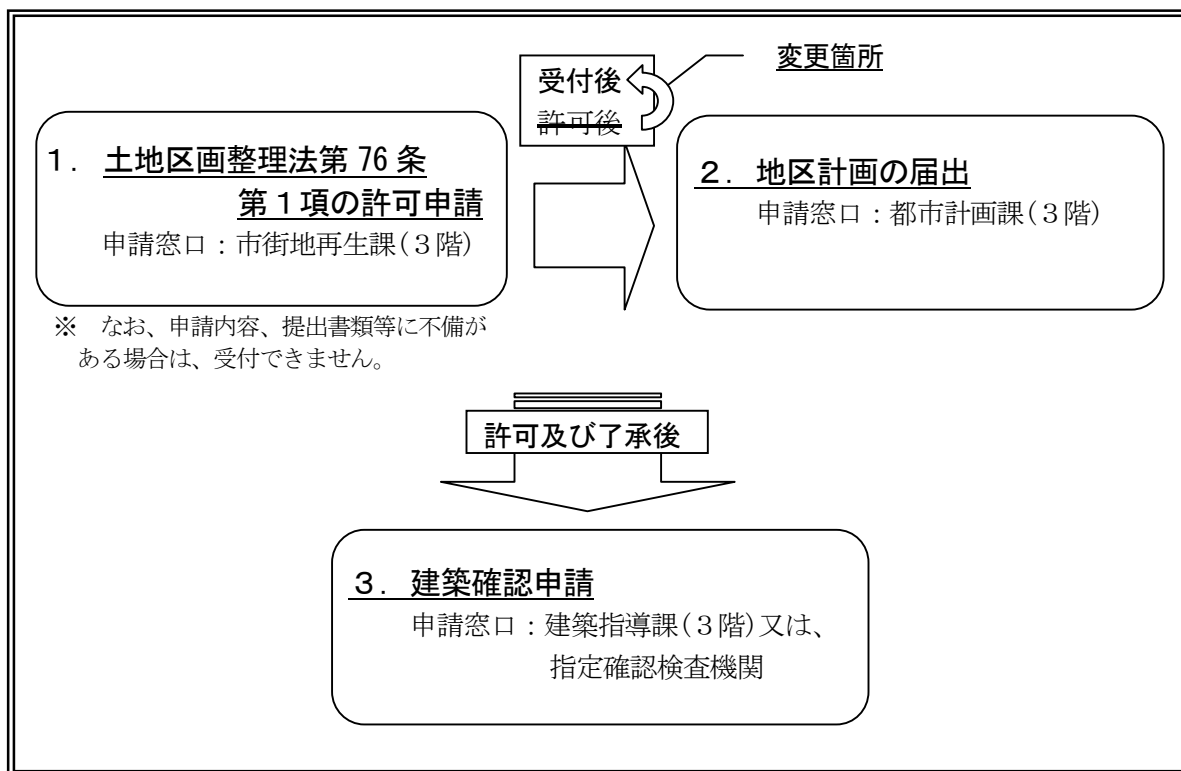 変更箇所
受付後
許可後
1. 土地区画整理法第 76 条
第1項の許可申請
申請窓口：市街地再生課(３階)
※ なお、申請内容、提出書類等に不備が
ある場合は、受付できません。
２. 地区計画の届出
申請窓口：都市計画課(３階)
許可及び了承後
３. 建築確認申請
申請窓口：建築指導課(３階)又は、
指定確認検査機関